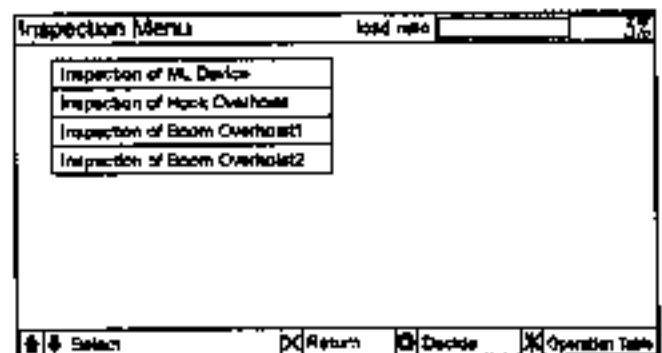 Inspection Menu load ratio %
Inspection of ML Device
Inspection of Hook Overhoist
Inspection of Boom Overhoist1
Inspection of Boom Overhoist2
Select Return Decide Operation Table